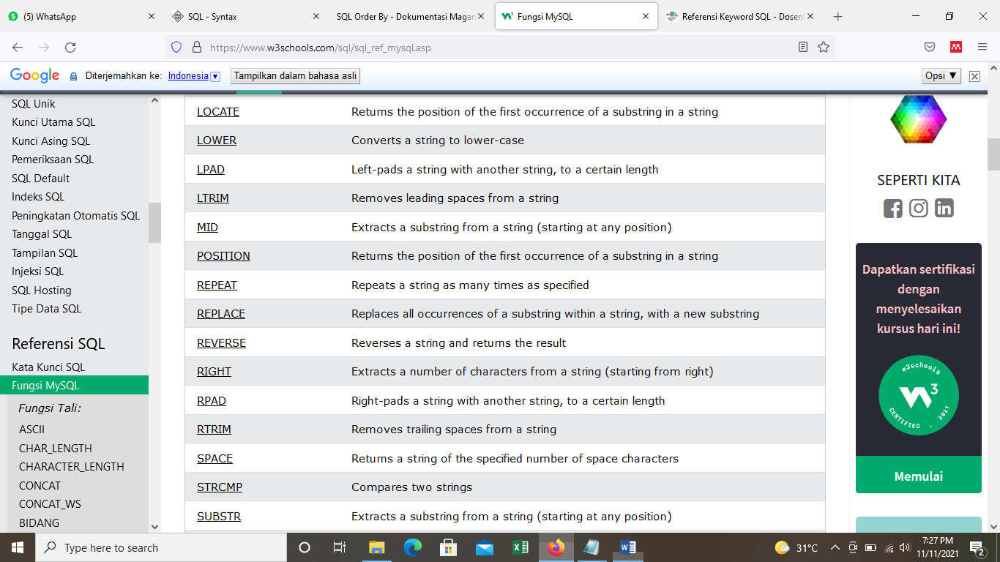 5 (5) WhatsApp
SQL - Syntax
SQL Order By - Dokumentasi Magan
Fungsi MySQL
Referensi Keyword SQL - Dosen
https://www.w3schools.com/sql/sql_ref_mysql.asp
Google Diterjemahkan ke: Indonesia Tampilkan dalam bahasa asli Opsi ▼
SQL Unik
Kunci Utama SQL
Kunci Asing SQL
Pemeriksaan SQL
SQL Default
Indeks SQL
Peningkatan Otomatis SQL
Tanggal SQL
Tampilan SQL
Injeksi SQL
SQL Hosting
Tipe Data SQL
Referensi SQL
Kata Kunci SQL
Fungsi MySQL
Fungsi Tali:
ASCII
CHAR_LENGTH
CHARACTER_LENGTH
CONCAT
CONCAT_WS
BIDANG
LOCATE Returns the position of the first occurrence of a substring in a string
LOWER Converts a string to lower-case
LPAD Left-pads a string with another string, to a certain length
LTRIM Removes leading spaces from a string
MID Extracts a substring from a string (starting at any position)
POSITION Returns the position of the first occurrence of a substring in a string
REPEAT Repeats a string as many times as specified
REPLACE Replaces all occurrences of a substring within a string, with a new substring
REVERSE Reverses a string and returns the result
RIGHT Extracts a number of characters from a string (starting from right)
RPAD Right-pads a string with another string, to a certain length
RTRIM Removes trailing spaces from a string
SPACE Returns a string of the specified number of space characters
STRCMP Compares two strings
SUBSTR Extracts a substring from a string (starting at any position)
SEPERTI KITA
Dapatkan sertifikasi
dengan
menyelesaikan
kursus hari ini!
w3schools
CERTIFIED . 2021
Memulai
Type here to search
31°C
7:27 PM
11/11/2021
2